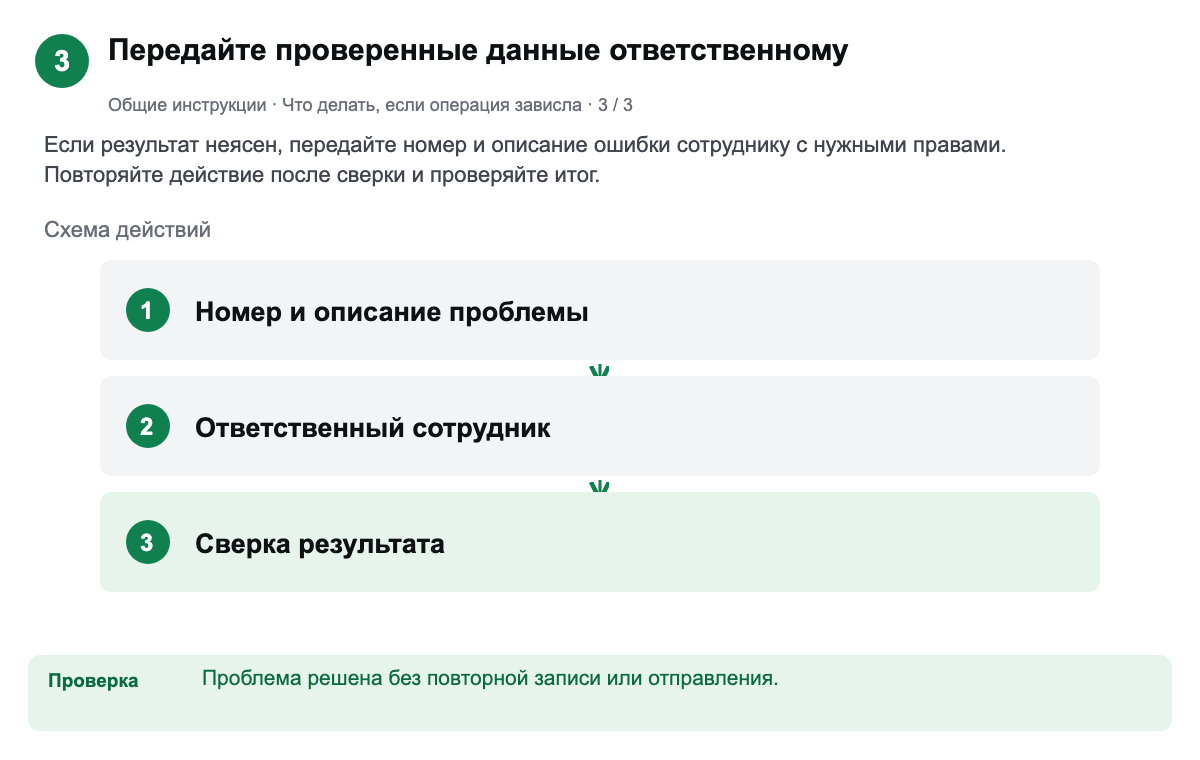 3
Передайте проверенные данные ответственному
Общие инструкции · Что делать, если операция зависла · 3 / 3
Если результат неясен, передайте номер и описание ошибки сотруднику с нужными правами.
Повторяйте действие после сверки и проверяйте итог.
Схема действий
1 Номер и описание проблемы
2 Ответственный сотрудник
3 Сверка результата
Проверка Проблема решена без повторной записи или отправления.